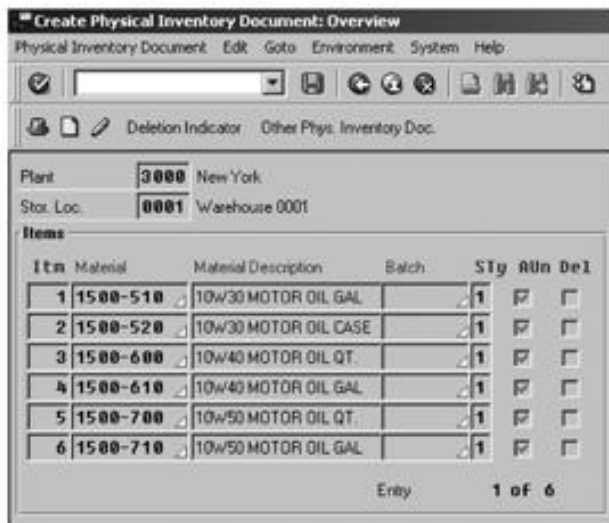 Create Physical Inventory Document: Overview
Physical Inventory Document Edit Goto Environment System Help
Deletion Indicator Other Phys. Inventory Doc.
Plant 3000 New York
Stor. Loc. 0001 Warehouse 0001
Items
Itm Material Material Description Batch STy AUn Del
1 1500-510 10W30 MOTOR OIL GAL 1
2 1500-520 10W30 MOTOR OIL CASE 1
3 1500-600 10W40 MOTOR OIL QT. 1
4 1500-610 10W40 MOTOR OIL GAL 1
5 1500-700 10W50 MOTOR OIL QT. 1
6 1500-710 10W50 MOTOR OIL GAL 1
Entry 1 of 6